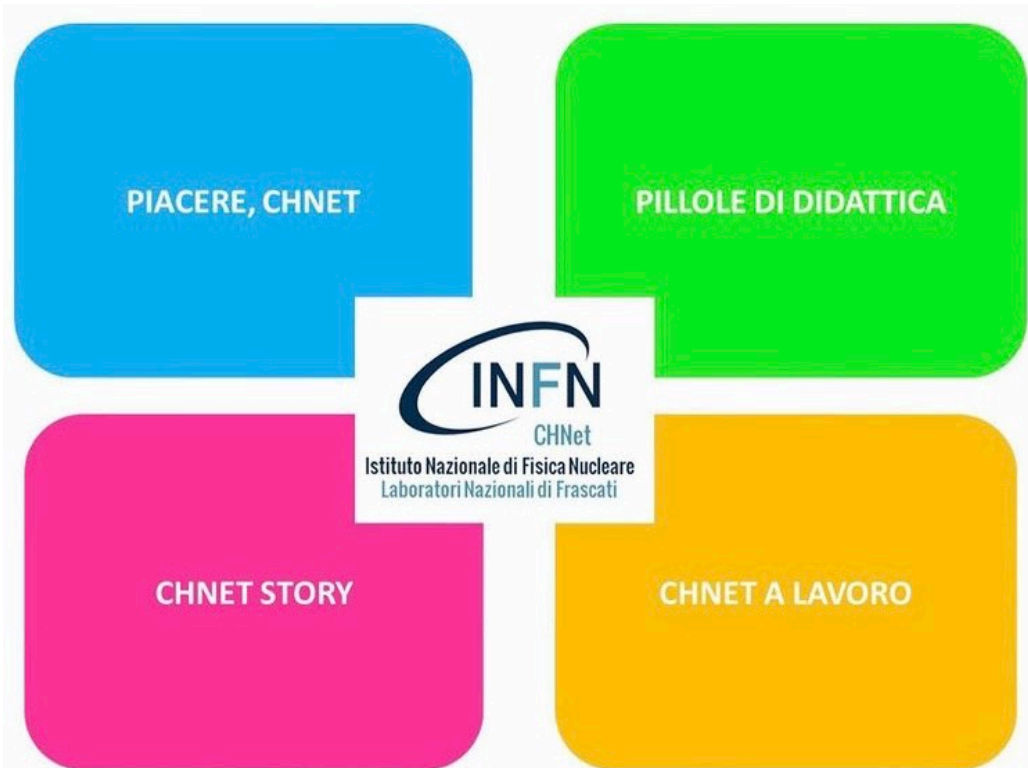 PIACERE, CHNET
PILLOLE DI DIDATTICA
INFN
CHNet
Istituto Nazionale di Fisica Nucleare
Laboratori Nazionali di Frascati
CHNET STORY
CHNET A LAVORO